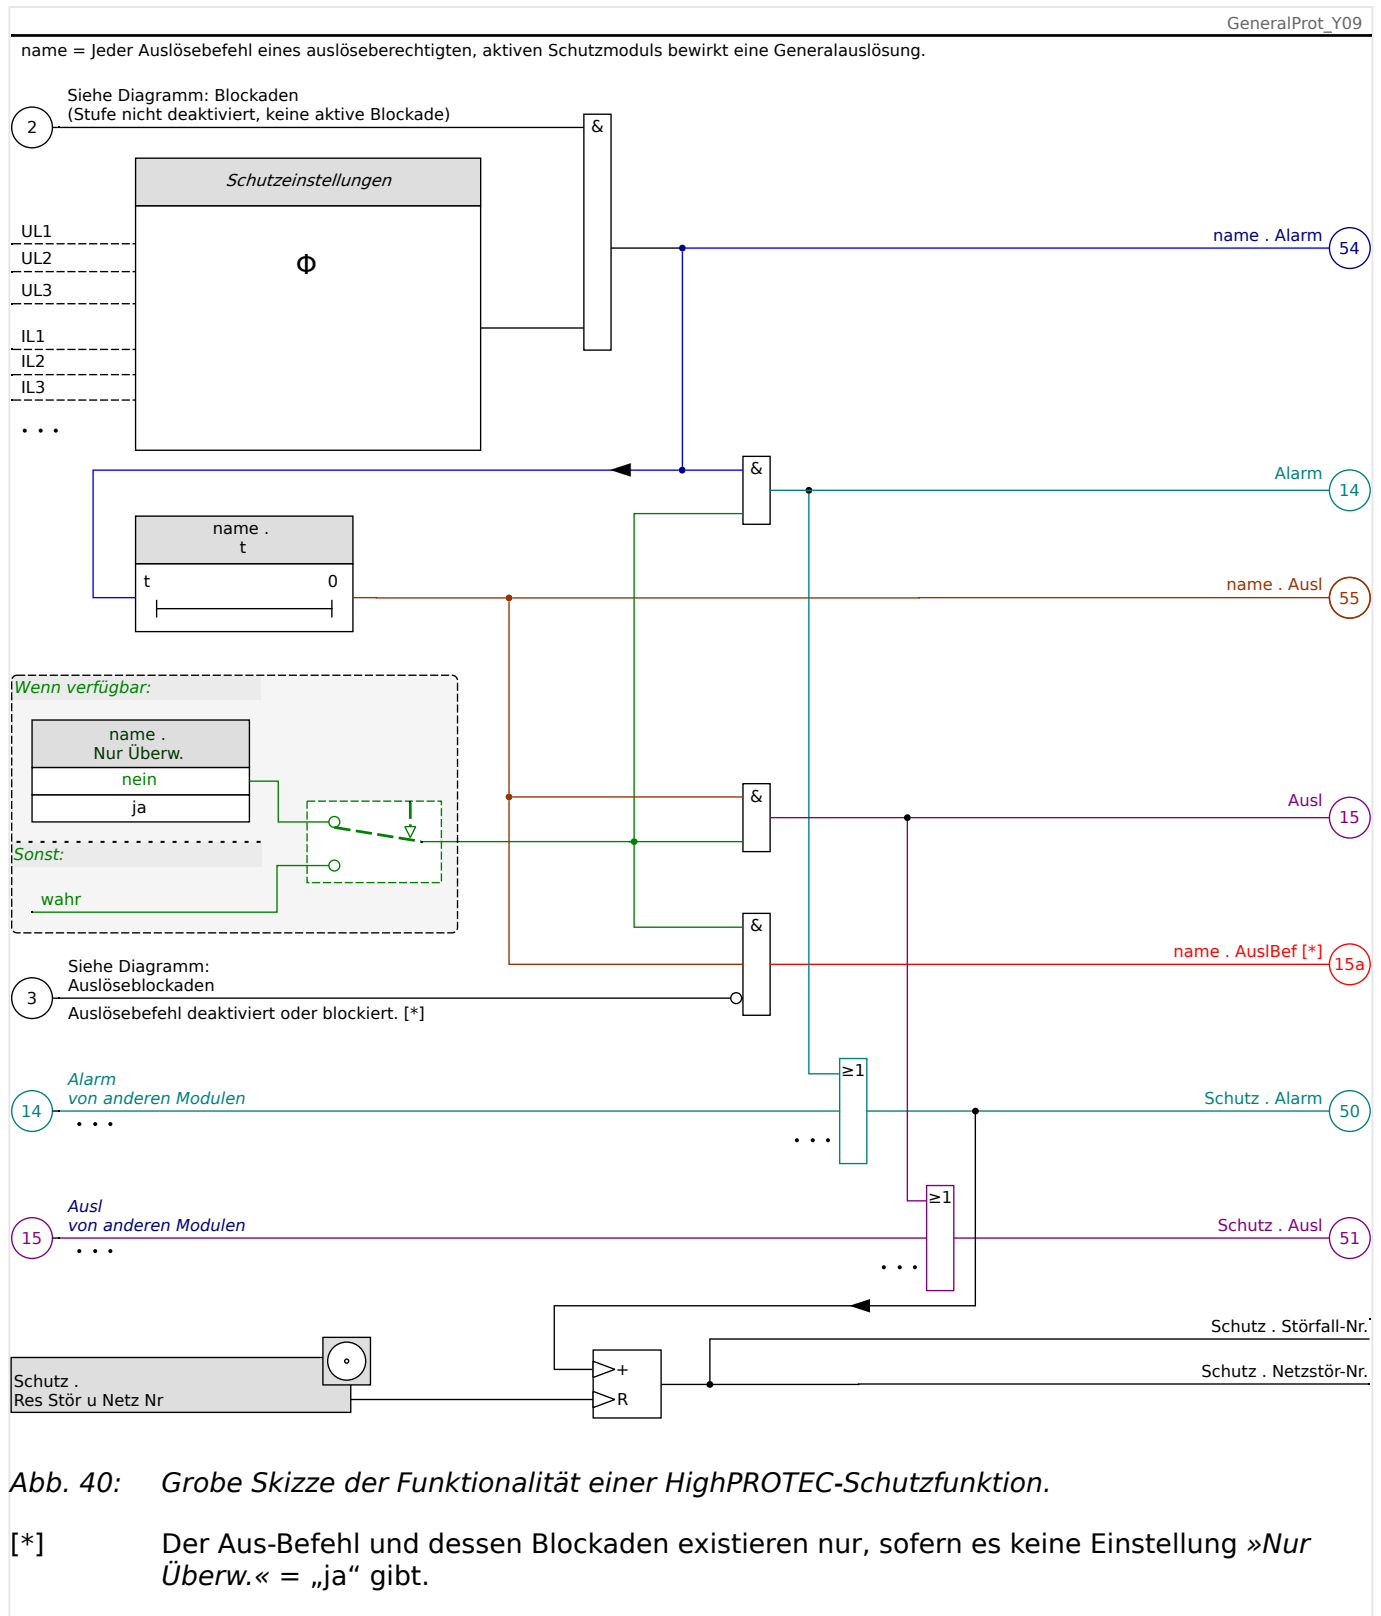 GeneralProt_Y09
name = Jeder Auslösebefehl eines auslöseberechtigten, aktiven Schutzmoduls bewirkt eine Generalauslösung.
Siehe Diagramm: Blockaden
(Stufe nicht deaktiviert, keine aktive Blockade)
2
&
Schutzeinstellungen
Φ
UL1
UL2
UL3
IL1
IL2
IL3
. . .
name . Alarm
54
&
Alarm
14
name .
t
t 0
name . Ausl
55
Wenn verfügbar:
name .
Nur Überw.
nein
ja
Sonst:
wahr
&
Ausl
15
&
name . AuslBef [*]
15a
Siehe Diagramm:
Auslöseblockaden
3
Auslösebefehl deaktiviert oder blockiert. [*]
Alarm
von anderen Modulen
14
. . .
≥1
. . .
Schutz . Alarm
50
Ausl
von anderen Modulen
15
. . .
≥1
. . .
Schutz . Ausl
51
Schutz . Störfall-Nr.
Schutz . Netzstör-Nr.
Schutz .
Res Stör u Netz Nr
+
R
Abb. 40: Grobe Skizze der Funktionalität einer HighPROTEC-Schutzfunktion.
[*] Der Aus-Befehl und dessen Blockaden existieren nur, sofern es keine Einstellung »Nur
Überw.« = „ja“ gibt.